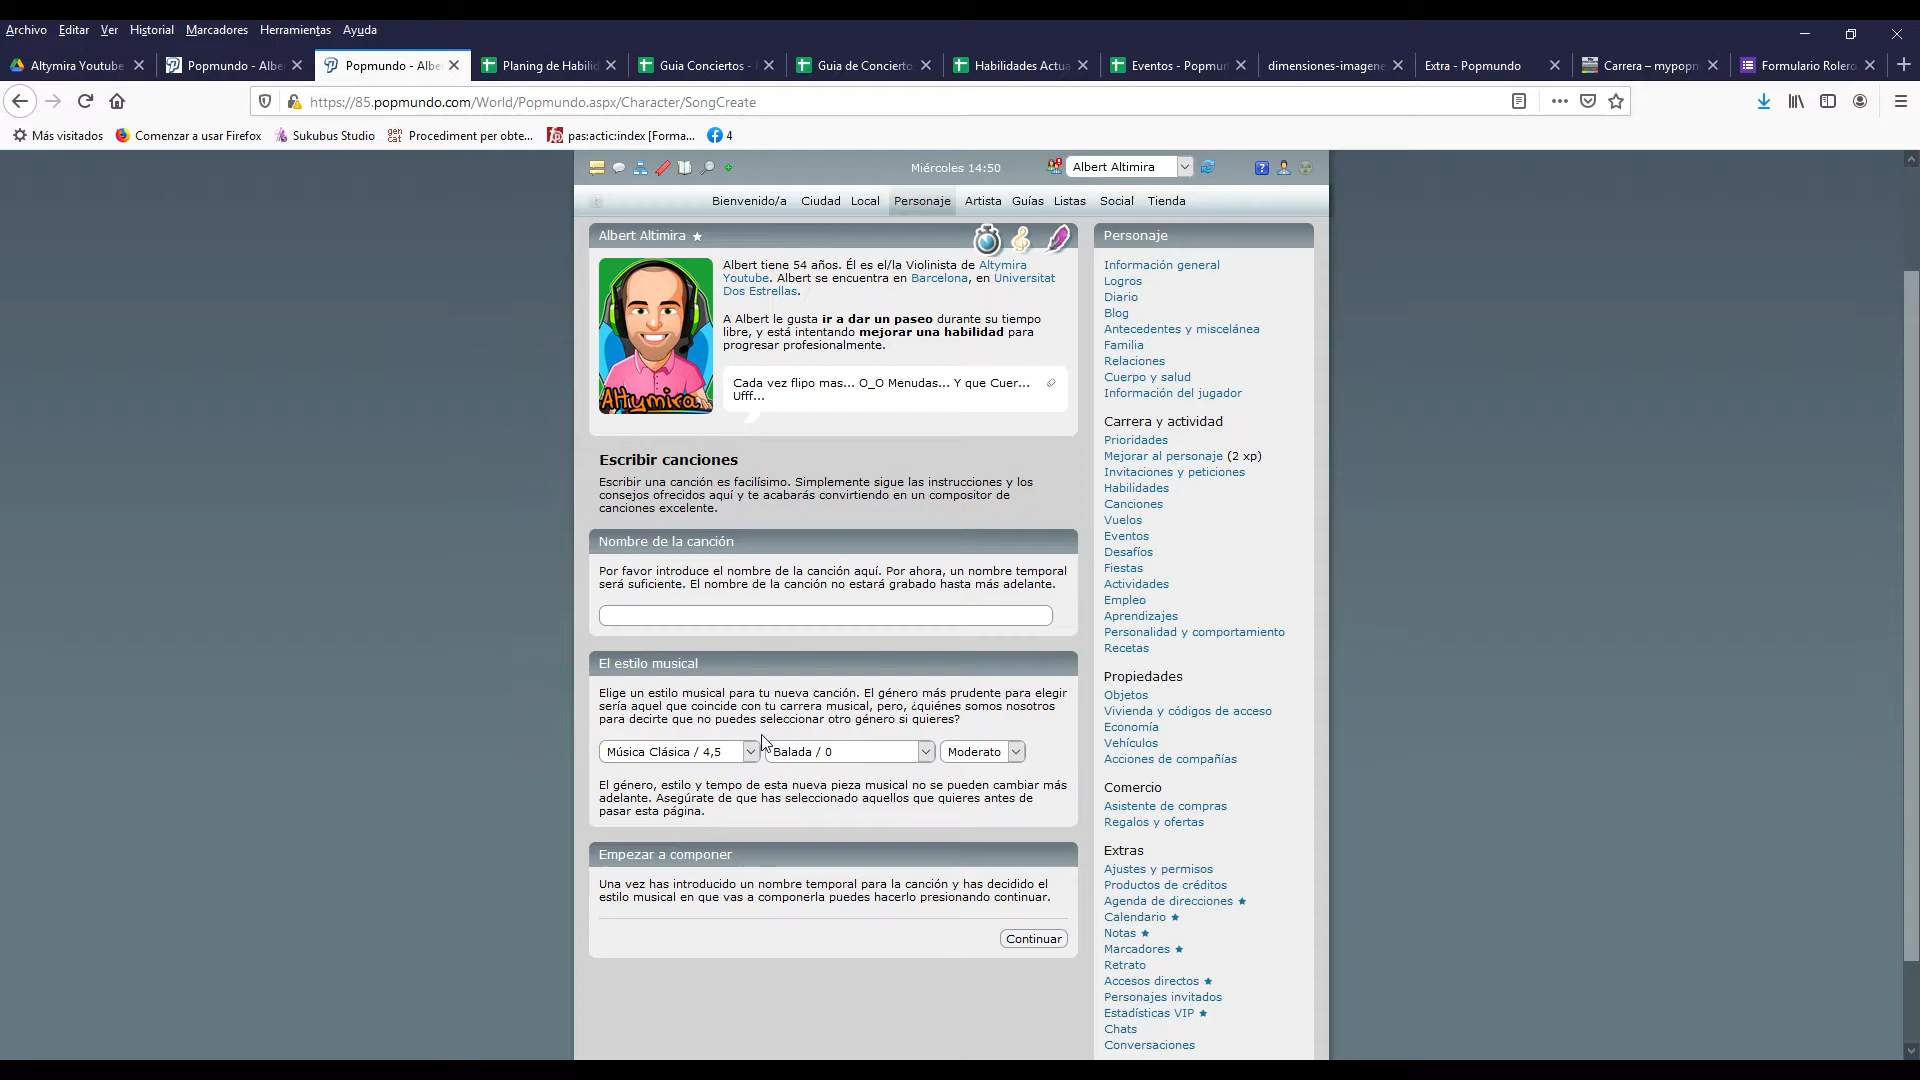 Archivo Editar Ver Historial Marcadores Herramientas Ayuda
Altymira Youtube
Popmundo - Albe
Popmundo - Albe
Planing de Habilid
Guia Conciertos -
Guia de Concierto
Habilidades Actua
Eventos - Popmun
dimensiones-imagene
Extra - Popmundo
Carrera – mypopm
Formulario Rolero
https://85.popmundo.com/World/Popmundo.aspx/Character/SongCreate
Más visitados
Comenzar a usar Firefox
Sukubus Studio
gen cat
Procediment per obte...
pas:actic:index [Forma...
4
Miércoles 14:50
Albert Altimira
Bienvenido/a Ciudad Local Personaje Artista Guías Listas Social Tienda
Albert Altimira
Altymira
Albert tiene 54 años. Él es el/la Violinista de Altymira
Youtube. Albert se encuentra en Barcelona, en Universitat
Dos Estrellas.
A Albert le gusta ir a dar un paseo durante su tiempo
libre, y está intentando mejorar una habilidad para
progresar profesionalmente.
Cada vez flipo mas... O_O Menudas... Y que Cuer...
Ufff...
Escribir canciones
Escribir una canción es facilísimo. Simplemente sigue las instrucciones y los
consejos ofrecidos aquí y te acabarás convirtiendo en un compositor de
canciones excelente.
Nombre de la canción
Por favor introduce el nombre de la canción aquí. Por ahora, un nombre temporal
será suficiente. El nombre de la canción no estará grabado hasta más adelante.
El estilo musical
Elige un estilo musical para tu nueva canción. El género más prudente para elegir
sería aquel que coincide con tu carrera musical, pero, ¿quiénes somos nosotros
para decirte que no puedes seleccionar otro género si quieres?
Música Clásica / 4,5
Balada / 0
Moderato
El género, estilo y tempo de esta nueva pieza musical no se pueden cambiar más
adelante. Asegúrate de que has seleccionado aquellos que quieres antes de
pasar esta página.
Empezar a componer
Una vez has introducido un nombre temporal para la canción y has decidido el
estilo musical en que vas a componerla puedes hacerlo presionando continuar.
Continuar
Personaje
Información general
Logros
Diario
Blog
Antecedentes y miscelánea
Familia
Relaciones
Cuerpo y salud
Información del jugador
Carrera y actividad
Prioridades
Mejorar al personaje (2 xp)
Invitaciones y peticiones
Habilidades
Canciones
Vuelos
Eventos
Desafíos
Fiestas
Actividades
Empleo
Aprendizajes
Personalidad y comportamiento
Recetas
Propiedades
Objetos
Vivienda y códigos de acceso
Economía
Vehículos
Acciones de compañías
Comercio
Asistente de compras
Regalos y ofertas
Extras
Ajustes y permisos
Productos de créditos
Agenda de direcciones
Calendario
Notas
Marcadores
Retrato
Accesos directos
Personajes invitados
Estadísticas VIP
Chats
Conversaciones